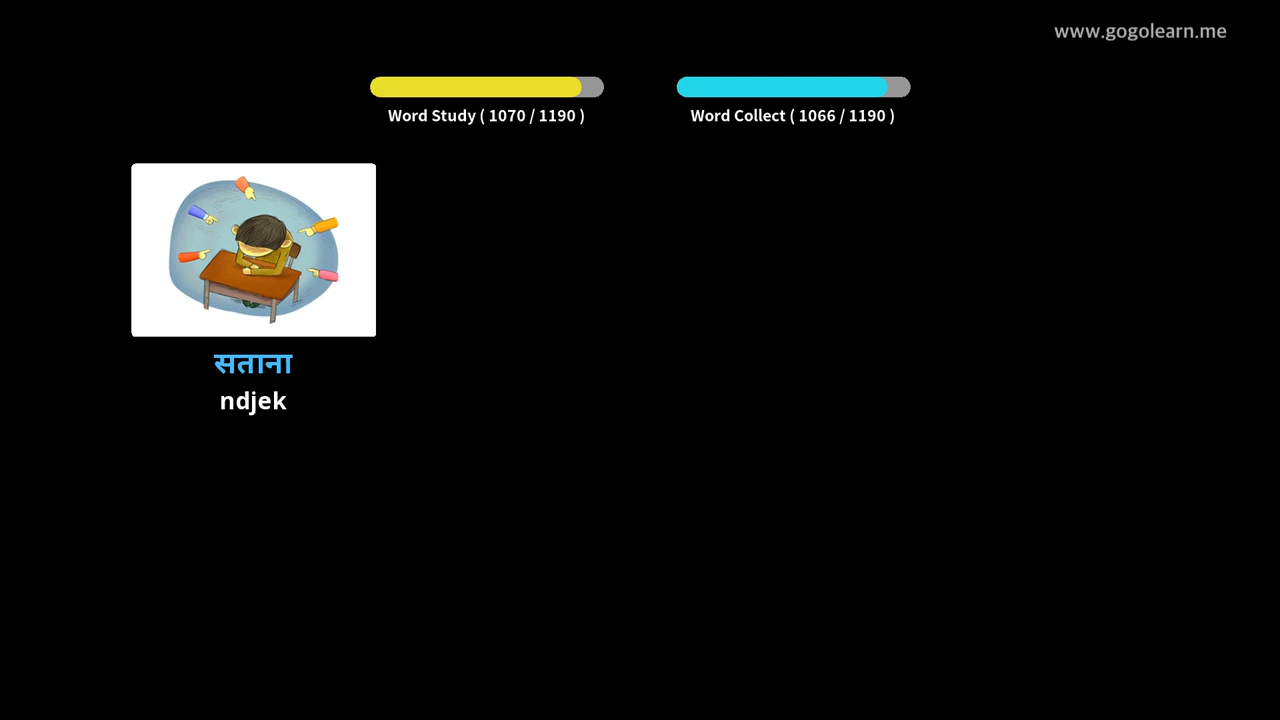 www.gogolearn.me
Word Study ( 1070 / 1190 )
Word Collect ( 1066 / 1190 )
सताना
ndjek